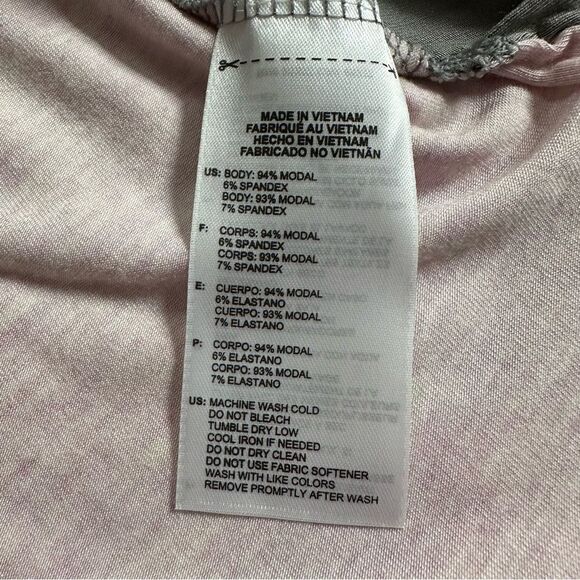 MADE IN VIETNAM
FABRIQUÉ AU VIETNAM
HECHO EN VIETNAM
FABRICADO NO VIETNÃN
US: BODY: 94% MODAL
6% SPANDEX
BODY: 93% MODAL
7% SPANDEX
F: CORPS: 94% MODAL
6% SPANDEX
CORPS: 93% MODAL
7% SPANDEX
E: CUERPO: 94% MODAL
6% ELASTANO
CUERPO: 93% MODAL
7% ELASTANO
P: CORPO: 94% MODAL
6% ELASTANO
CORPO: 93% MODAL
7% ELASTANO
US: MACHINE WASH COLD
DO NOT BLEACH
TUMBLE DRY LOW
COOL IRON IF NEEDED
DO NOT DRY CLEAN
DO NOT USE FABRIC SOFTENER
WASH WITH LIKE COLORS
REMOVE PROMPTLY AFTER WASH